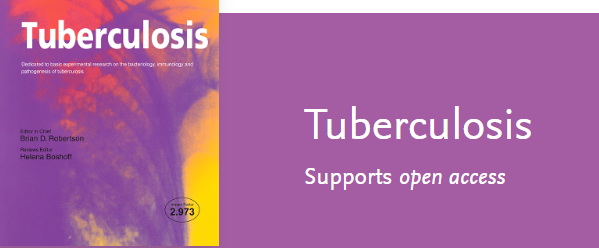 Tuberculosis
Dedicated to basic experimental research on the bacteriology, immunology and
pathogenesis of tuberculosis
Editor in Chief
Brian D. Robertson
Reviews Editor
Helena Boshoff
Impact Factor
2.973
Tuberculosis
Supports open access